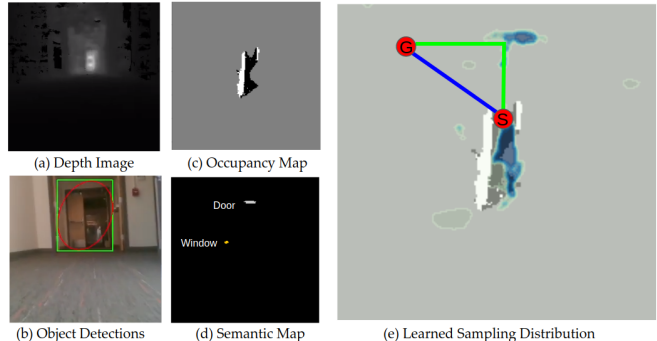 (a) Depth Image
(c) Occupancy Map
Door
Window
(b) Object Detections
(d) Semantic Map
G
S
(e) Learned Sampling Distribution